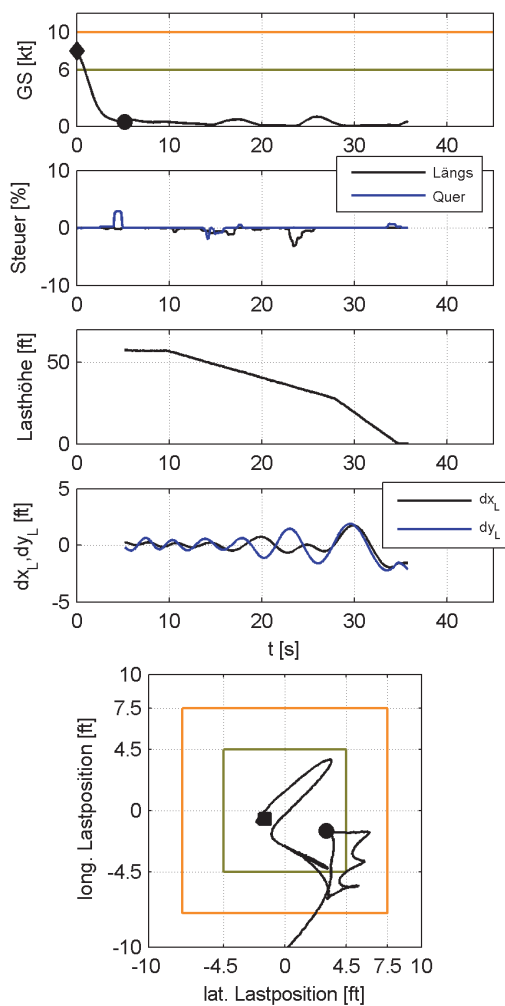 10
6
0
GS [kt]
0 10 20 30 40
10
0
-10
Steuer [%]
Längs
Quer
0 10 20 30 40
50
0
Lasthöhe [ft]
0 10 20 30 40
5
0
-5
dx_L,dy_L [ft]
dx_L
dy_L
0 10 20 30 40
t [s]
10
7.5
4.5
0
-4.5
-10
long. Lastposition [ft]
-10 -4.5 0 4.5 7.5 10
lat. Lastposition [ft]